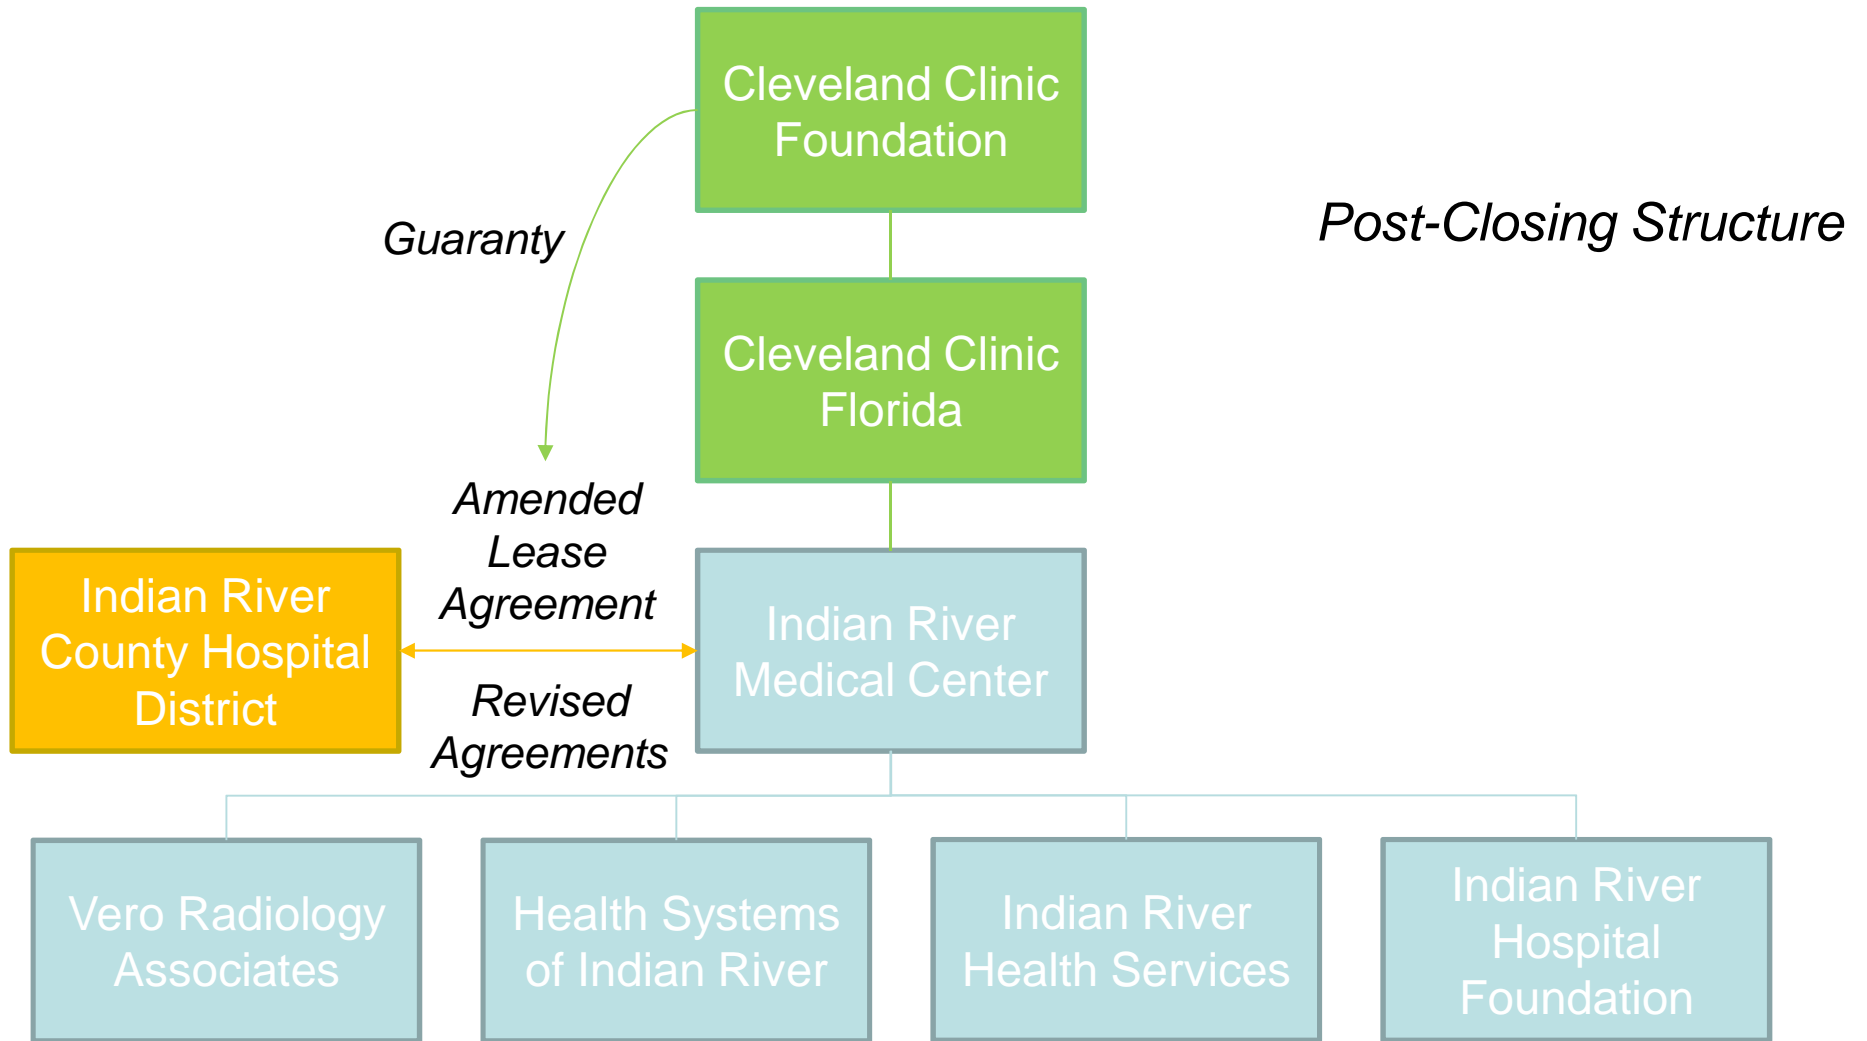 Cleveland Clinic
Foundation
Guaranty
Post-Closing Structure
Cleveland Clinic
Florida
Amended
Lease
Agreement
Indian River
County Hospital
District
Indian River
Medical Center
Revised
Agreements
Vero Radiology
Associates
Health Systems
of Indian River
Indian River
Health Services
Indian River
Hospital
Foundation